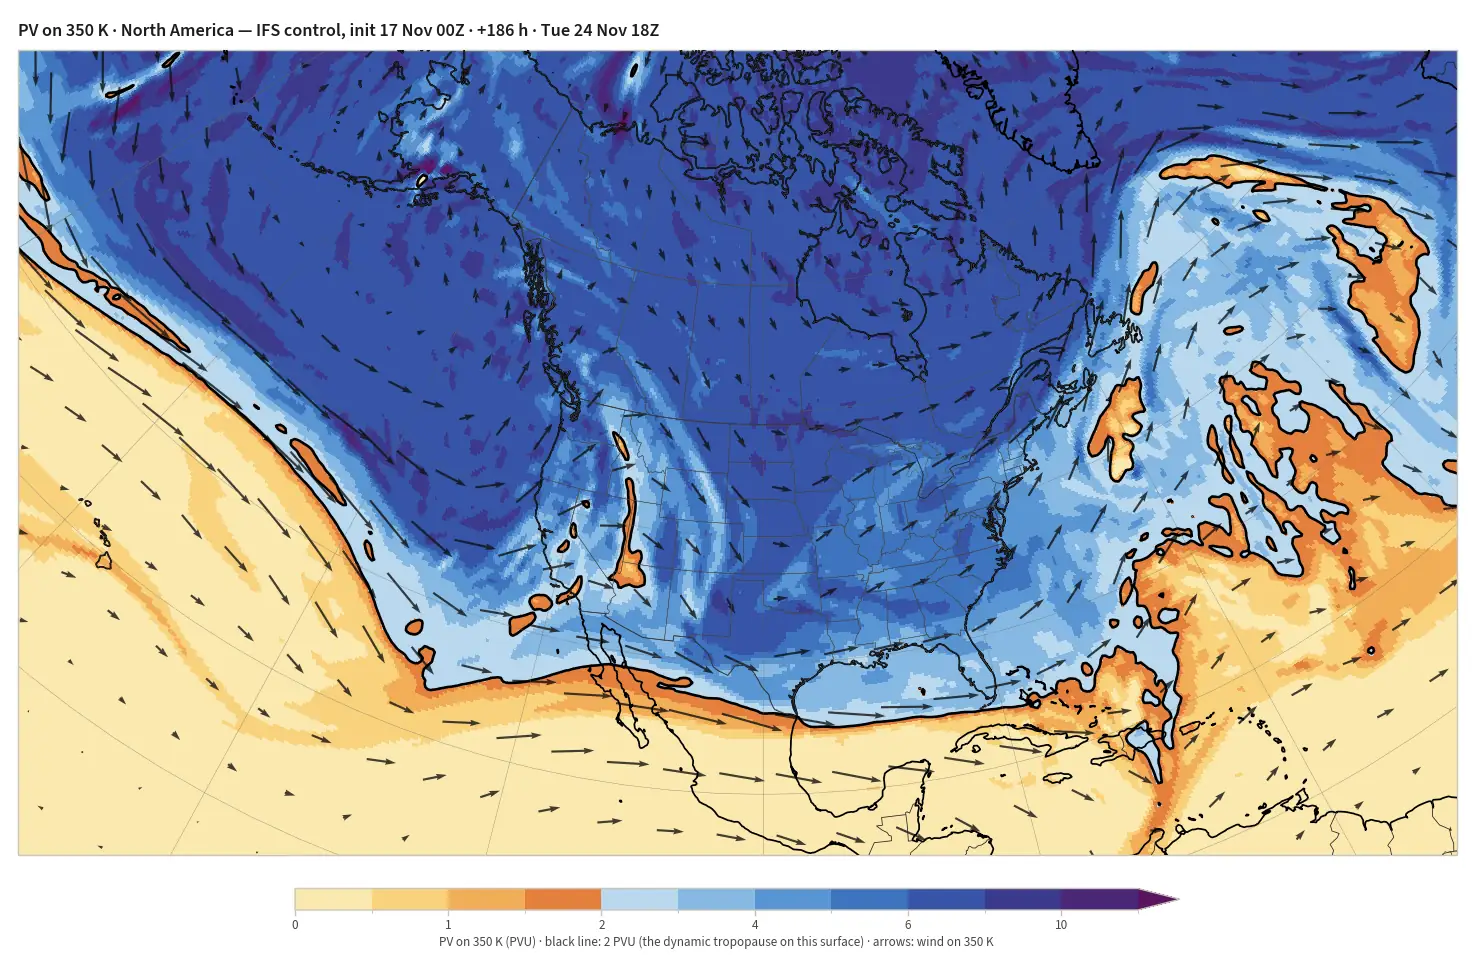 PV on 350 K · North America — IFS control, init 17 Nov 00Z · +186 h · Tue 24 Nov 18Z
0 1 2 4 6 10
PV on 350 K (PVU) · black line: 2 PVU (the dynamic tropopause on this surface) · arrows: wind on 350 K